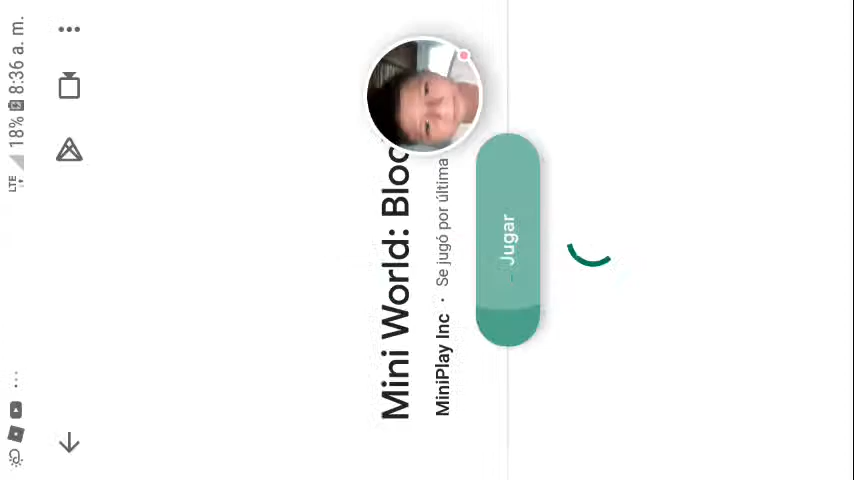 LTE 18% 8:36 a. m.
Mini World: Bloc
MiniPlay Inc · Se jugó por última
Jugar